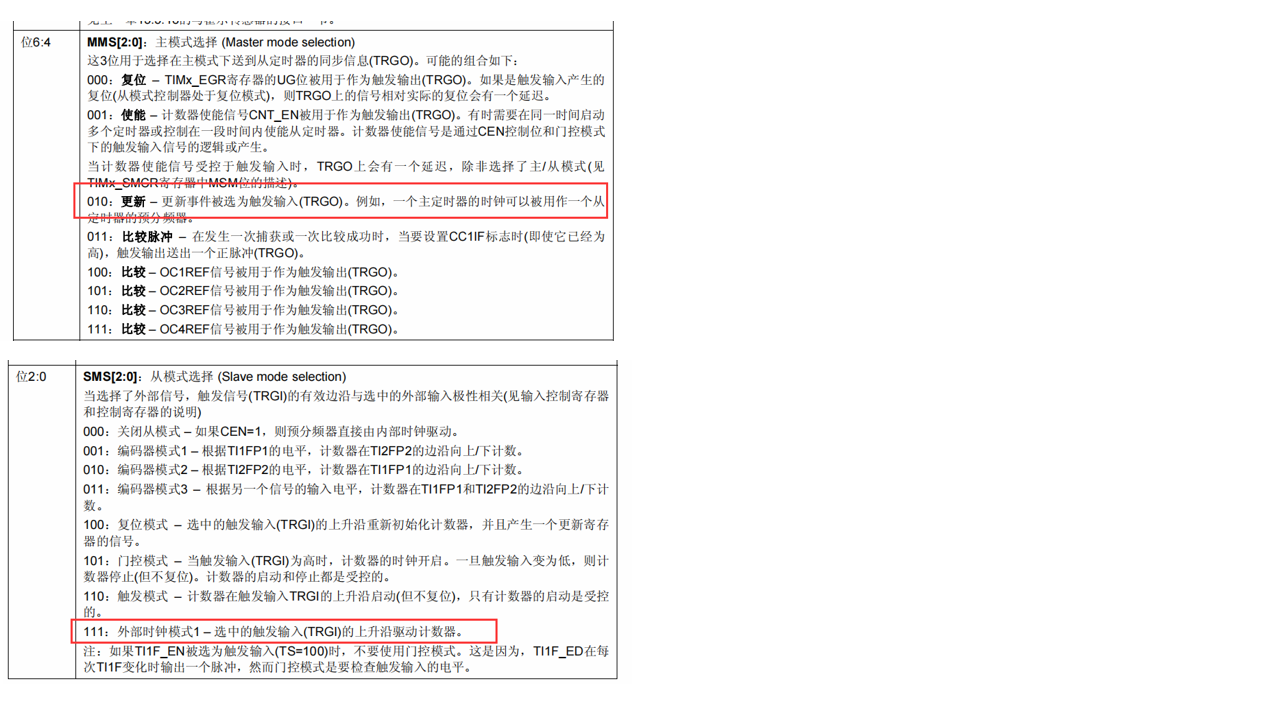 位6:4
MMS[2:0]：主模式选择 (Master mode selection)
这3位用于选择在主模式下送到从定时器的同步信息(TRGO)。可能的组合如下：
000：复位 – TIMx_EGR寄存器的UG位被用于作为触发输出(TRGO)。如果是触发输入产生的
复位(从模式控制器处于复位模式)，则TRGO上的信号相对实际的复位会有一个延迟。
001：使能 – 计数器使能信号CNT_EN被用于作为触发输出(TRGO)。有时需要在同一时间启动
多个定时器或控制在一段时间内使能从定时器。计数器使能信号是通过CEN控制位和门控模式
下的触发输入信号的逻辑或产生。
当计数器使能信号受控于触发输入时，TRGO上会有一个延迟，除非选择了主/从模式(见
TIMx_SMCR寄存器中MSM位的描述)。
010：更新 – 更新事件被选为触发输入(TRGO)。例如，一个主定时器的时钟可以被用作一个从
定时器的预分频器。
011：比较脉冲 – 在发生一次捕获或一次比较成功时，当要设置CC1IF标志时(即使它已经为
高)，触发输出送出一个正脉冲(TRGO)。
100：比较 – OC1REF信号被用于作为触发输出(TRGO)。
101：比较 – OC2REF信号被用于作为触发输出(TRGO)。
110：比较 – OC3REF信号被用于作为触发输出(TRGO)。
111：比较 – OC4REF信号被用于作为触发输出(TRGO)。
位2:0
SMS[2:0]：从模式选择 (Slave mode selection)
当选择了外部信号，触发信号(TRGI)的有效边沿与选中的外部输入极性相关(见输入控制寄存器
和控制寄存器的说明)
000：关闭从模式 – 如果CEN=1，则预分频器直接由内部时钟驱动。
001：编码器模式1 – 根据TI1FP1的电平，计数器在TI2FP2的边沿向上/下计数。
010：编码器模式2 – 根据TI2FP2的电平，计数器在TI1FP1的边沿向上/下计数。
011：编码器模式3 – 根据另一个信号的输入电平，计数器在TI1FP1和TI2FP2的边沿向上/下计
数。
100：复位模式 – 选中的触发输入(TRGI)的上升沿重新初始化计数器，并且产生一个更新寄存
器的信号。
101：门控模式 – 当触发输入(TRGI)为高时，计数器的时钟开启。一旦触发输入变为低，则计
数器停止(但不复位)。计数器的启动和停止都是受控的。
110：触发模式 – 计数器在触发输入TRGI的上升沿启动(但不复位)，只有计数器的启动是受控
的。
111：外部时钟模式1 – 选中的触发输入(TRGI)的上升沿驱动计数器。
注：如果TI1F_EN被选为触发输入(TS=100)时，不要使用门控模式。这是因为，TI1F_ED在每
次TI1F变化时输出一个脉冲，然而门控模式是要检查触发输入的电平。